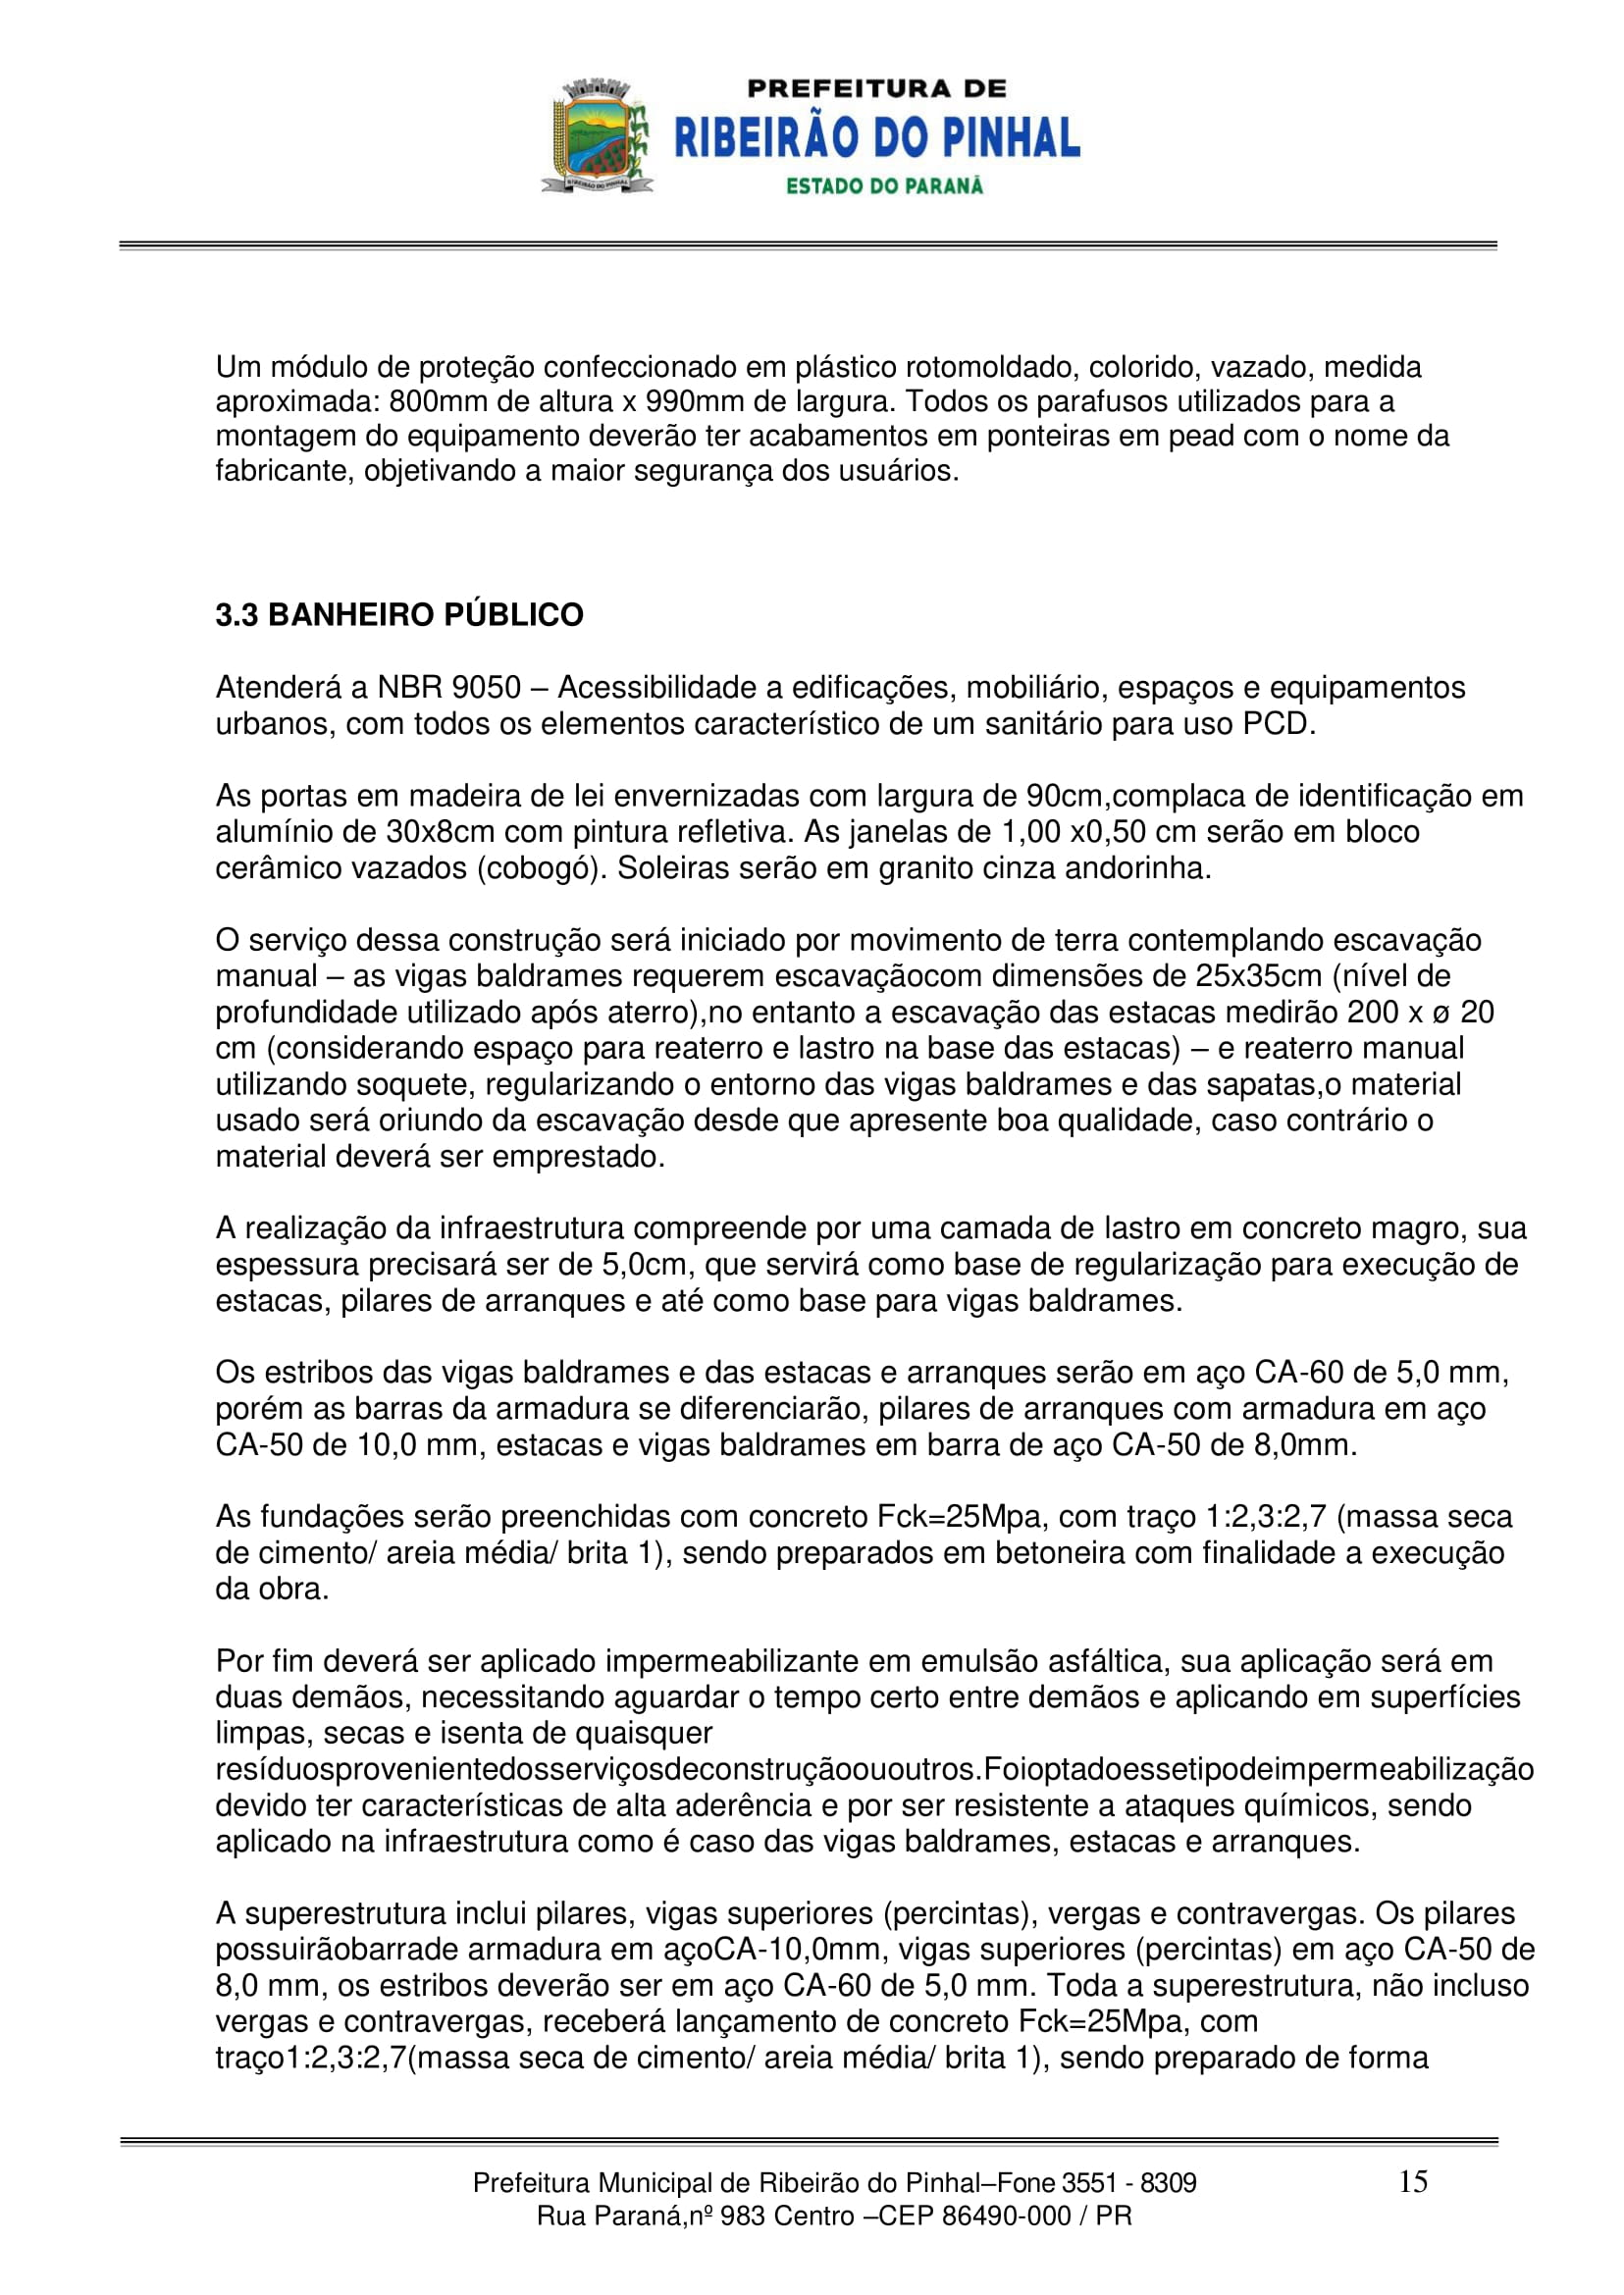 PREFEITURA DE
RIBEIRÃO DO PINHAL
ESTADO DO PARANÁ
RIBEIRÃO DO PINHAL
Um módulo de proteção confeccionado em plástico rotomoldado, colorido, vazado, medida
aproximada: 800mm de altura x 990mm de largura. Todos os parafusos utilizados para a
montagem do equipamento deverão ter acabamentos em ponteiras em pead com o nome da
fabricante, objetivando a maior segurança dos usuários.
3.3 BANHEIRO PÚBLICO
Atenderá a NBR 9050 – Acessibilidade a edificações, mobiliário, espaços e equipamentos
urbanos, com todos os elementos característico de um sanitário para uso PCD.
As portas em madeira de lei envernizadas com largura de 90cm,complaca de identificação em
alumínio de 30x8cm com pintura refletiva. As janelas de 1,00 x0,50 cm serão em bloco
cerâmico vazados (cobogó). Soleiras serão em granito cinza andorinha.
O serviço dessa construção será iniciado por movimento de terra contemplando escavação
manual – as vigas baldrames requerem escavaçãocom dimensões de 25x35cm (nível de
profundidade utilizado após aterro),no entanto a escavação das estacas medirão 200 x ø 20
cm (considerando espaço para reaterro e lastro na base das estacas) – e reaterro manual
utilizando soquete, regularizando o entorno das vigas baldrames e das sapatas,o material
usado será oriundo da escavação desde que apresente boa qualidade, caso contrário o
material deverá ser emprestado.
A realização da infraestrutura compreende por uma camada de lastro em concreto magro, sua
espessura precisará ser de 5,0cm, que servirá como base de regularização para execução de
estacas, pilares de arranques e até como base para vigas baldrames.
Os estribos das vigas baldrames e das estacas e arranques serão em aço CA-60 de 5,0 mm,
porém as barras da armadura se diferenciarão, pilares de arranques com armadura em aço
CA-50 de 10,0 mm, estacas e vigas baldrames em barra de aço CA-50 de 8,0mm.
As fundações serão preenchidas com concreto Fck=25Mpa, com traço 1:2,3:2,7 (massa seca
de cimento/ areia média/ brita 1), sendo preparados em betoneira com finalidade a execução
da obra.
Por fim deverá ser aplicado impermeabilizante em emulsão asfáltica, sua aplicação será em
duas demãos, necessitando aguardar o tempo certo entre demãos e aplicando em superfícies
limpas, secas e isenta de quaisquer
resíduosprovenientedosserviçosdeconstruçãoououtros.Foioptadoessetipodeimpermeabilização
devido ter características de alta aderência e por ser resistente a ataques químicos, sendo
aplicado na infraestrutura como é caso das vigas baldrames, estacas e arranques.
A superestrutura inclui pilares, vigas superiores (percintas), vergas e contravergas. Os pilares
possuirãobarrade armadura em açoCA-10,0mm, vigas superiores (percintas) em aço CA-50 de
8,0 mm, os estribos deverão ser em aço CA-60 de 5,0 mm. Toda a superestrutura, não incluso
vergas e contravergas, receberá lançamento de concreto Fck=25Mpa, com
traço1:2,3:2,7(massa seca de cimento/ areia média/ brita 1), sendo preparado de forma
Prefeitura Municipal de Ribeirão do Pinhal–Fone 3551 - 8309
15
Rua Paraná,nº 983 Centro –CEP 86490-000 / PR